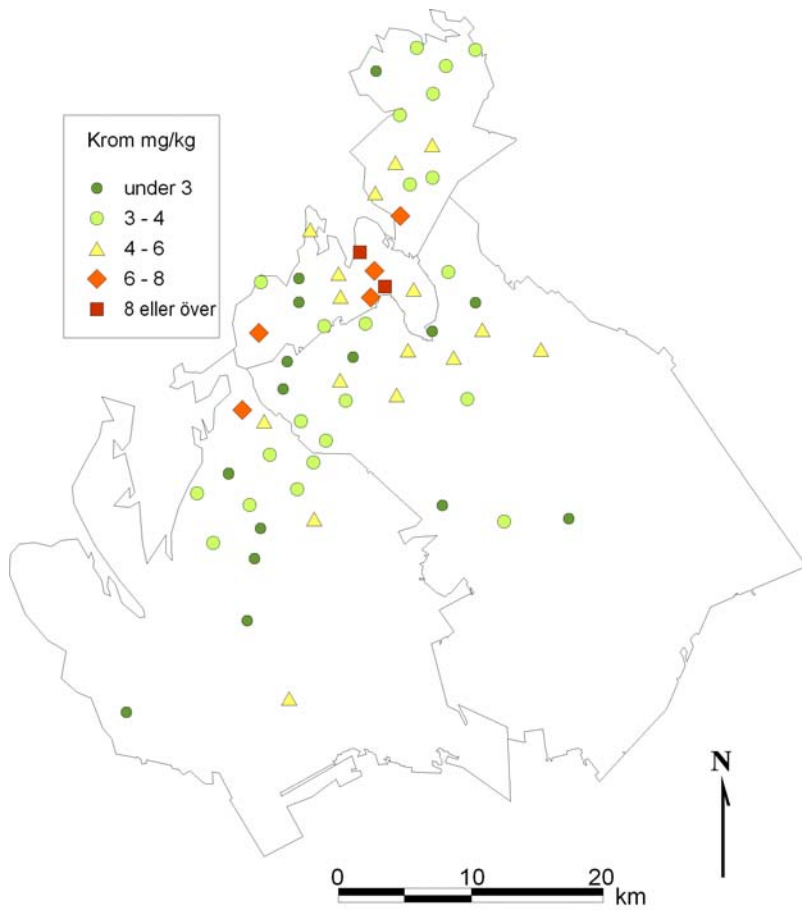 Krom mg/kg
under 3
3 - 4
4 - 6
6 - 8
8 eller över
N
0 10 20
km